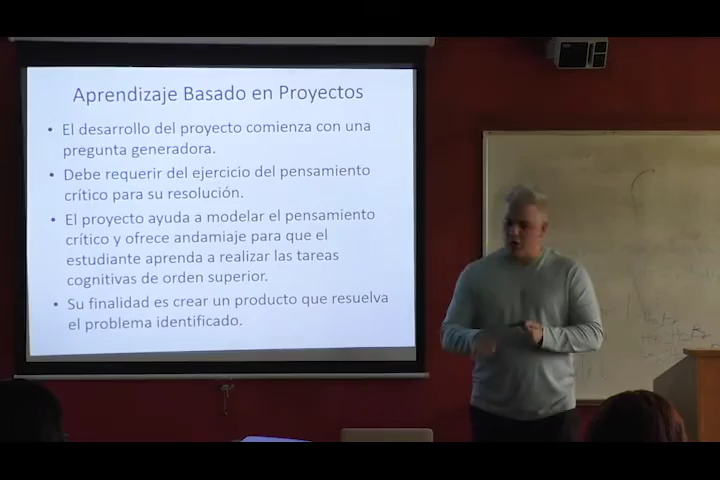 Aprendizaje Basado en Proyectos
• El desarrollo del proyecto comienza con una
pregunta generadora.
• Debe requerir del ejercicio del pensamiento
crítico para su resolución.
• El proyecto ayuda a modelar el pensamiento
crítico y ofrece andamiaje para que el
estudiante aprenda a realizar las tareas
cognitivas de orden superior.
• Su finalidad es crear un producto que resuelva
el problema identificado.